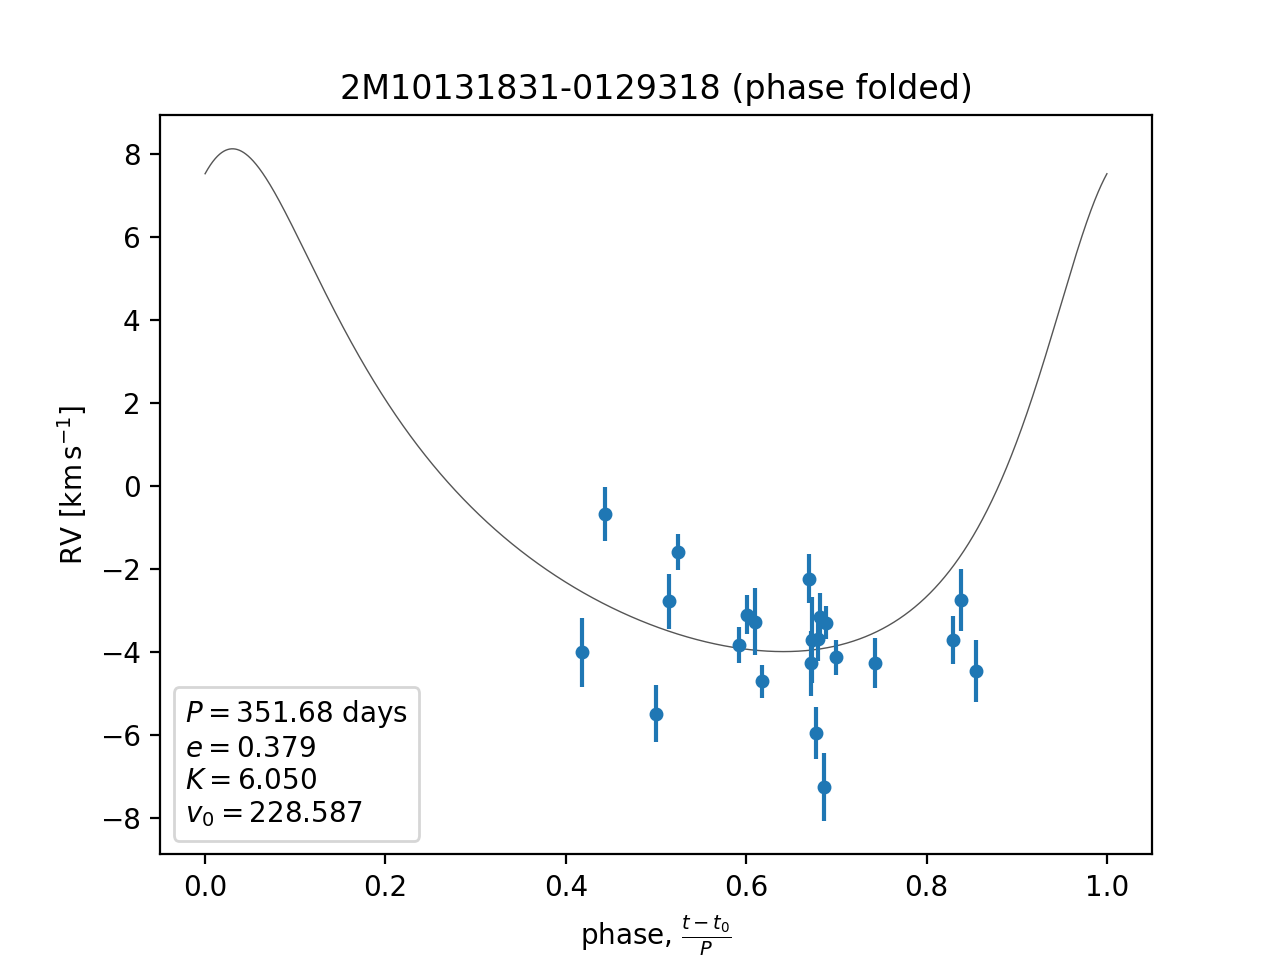 2M10131831-0129318 (phase folded)
RV [km s⁻¹]
8
6
4
2
0
−2
−4
−6
−8
P = 351.68 days
e = 0.379
K = 6.050
v₀ = 228.587
0.0 0.2 0.4 0.6 0.8 1.0
phase, (t − t₀)/P